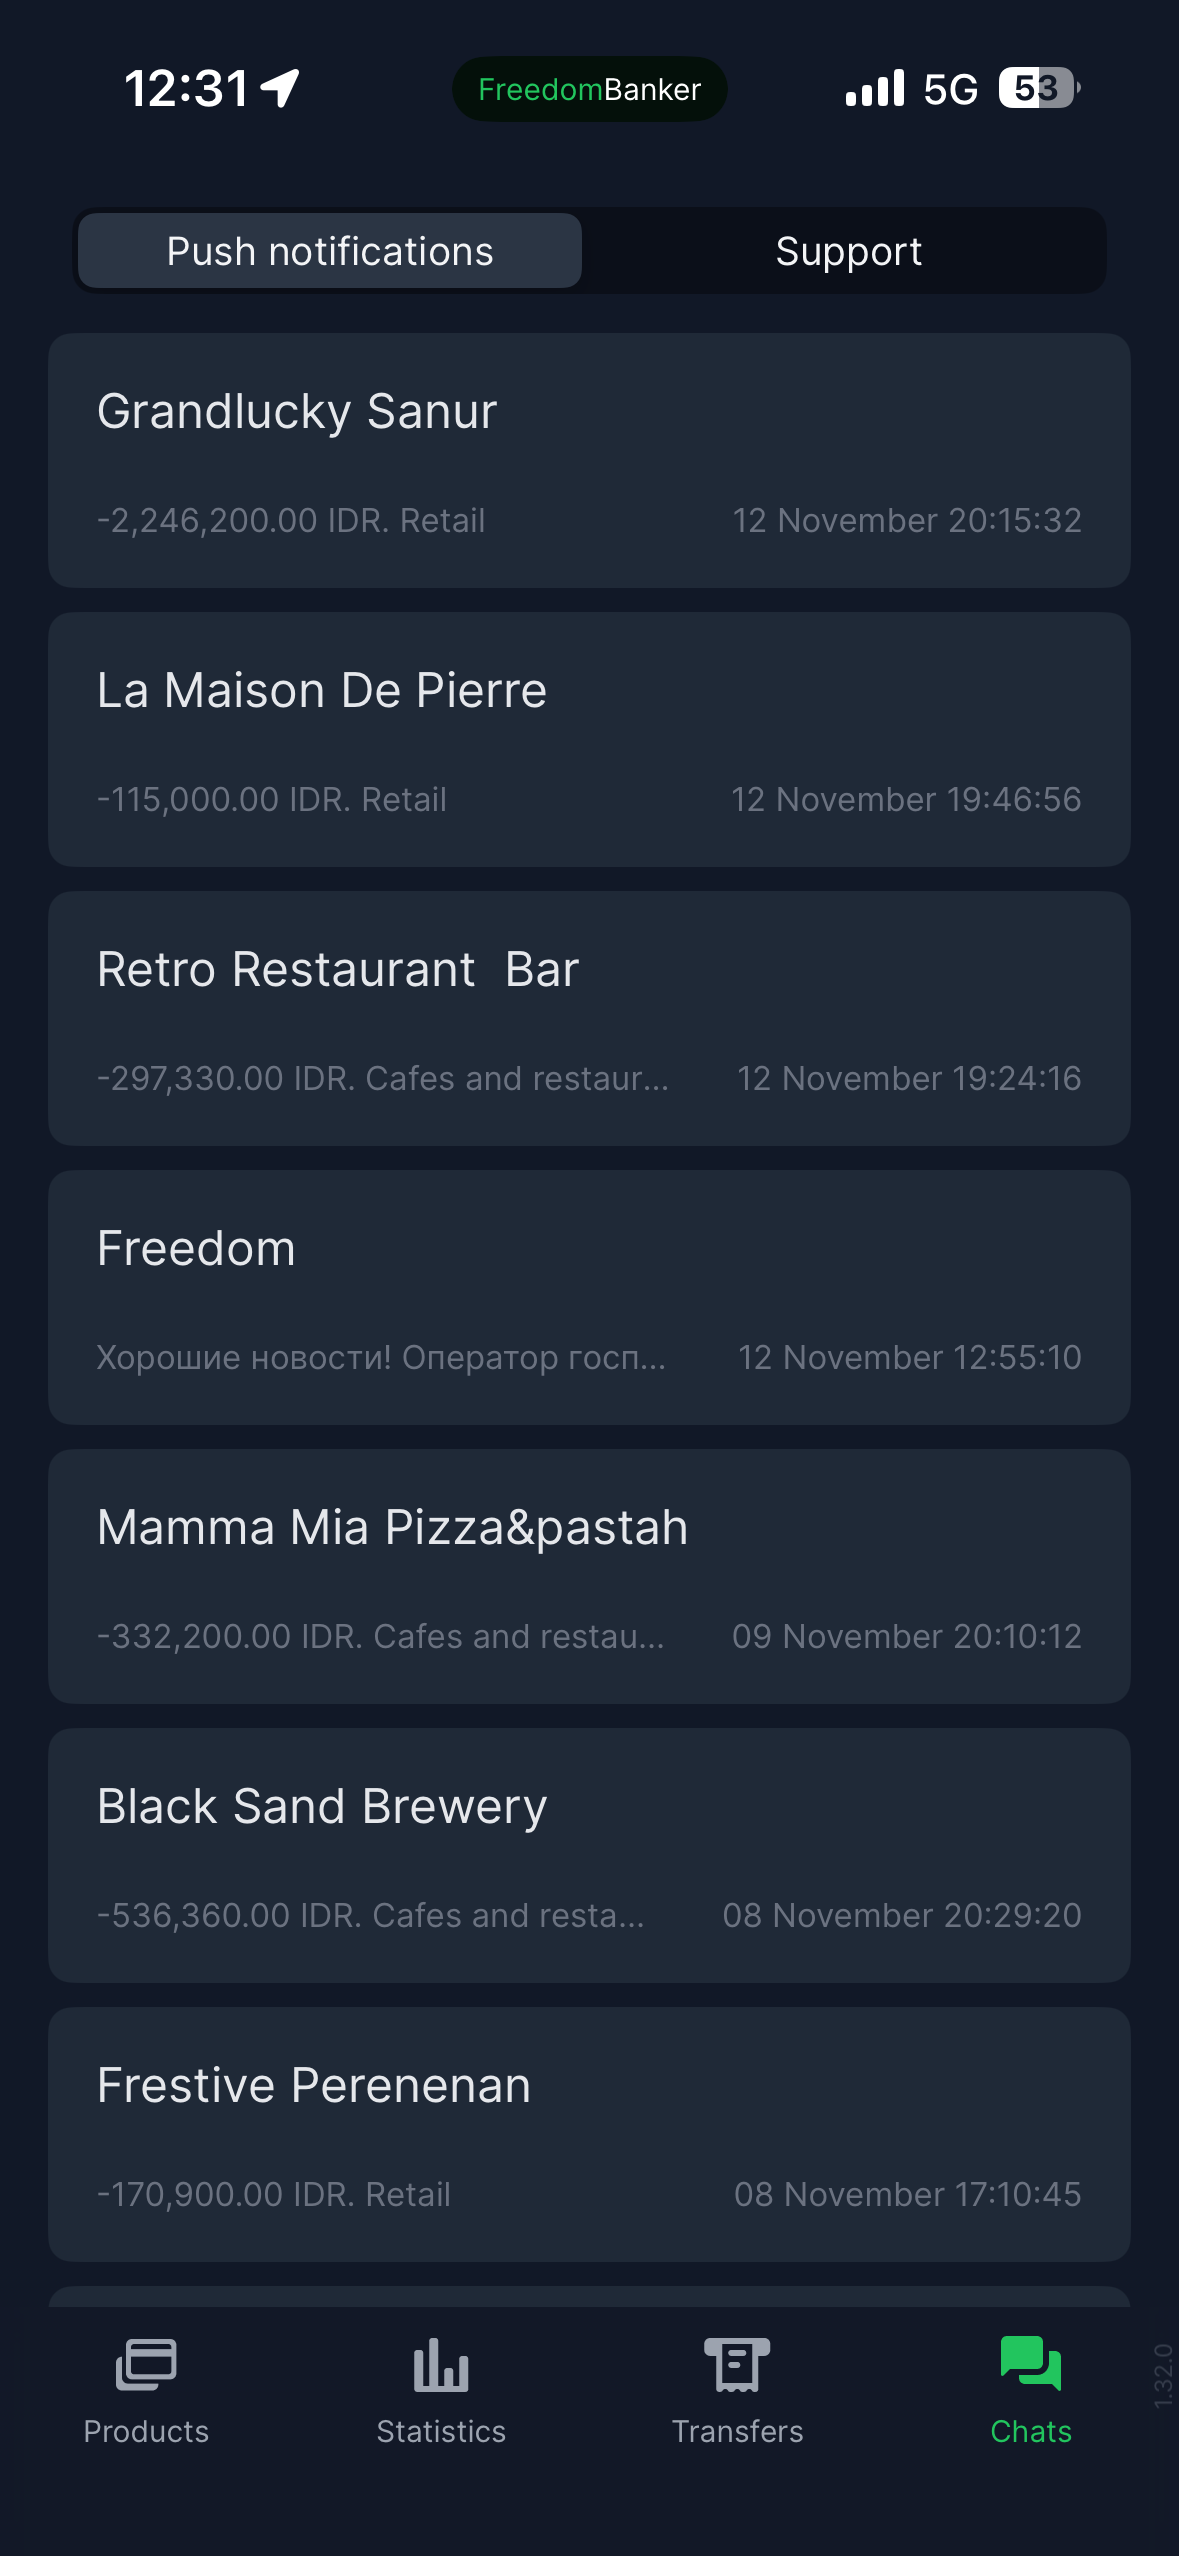 12:31
FreedomBanker
5G
53
Push notifications
Support
Grandlucky Sanur
-2,246,200.00 IDR. Retail
12 November 20:15:32
La Maison De Pierre
-115,000.00 IDR. Retail
12 November 19:46:56
Retro Restaurant  Bar
-297,330.00 IDR. Cafes and restaur...
12 November 19:24:16
Freedom
Хорошие новости! Оператор госп...
12 November 12:55:10
Mamma Mia Pizza&pastah
-332,200.00 IDR. Cafes and restau...
09 November 20:10:12
Black Sand Brewery
-536,360.00 IDR. Cafes and resta...
08 November 20:29:20
Frestive Perenenan
-170,900.00 IDR. Retail
08 November 17:10:45
Products
Statistics
Transfers
Chats
1.32.0